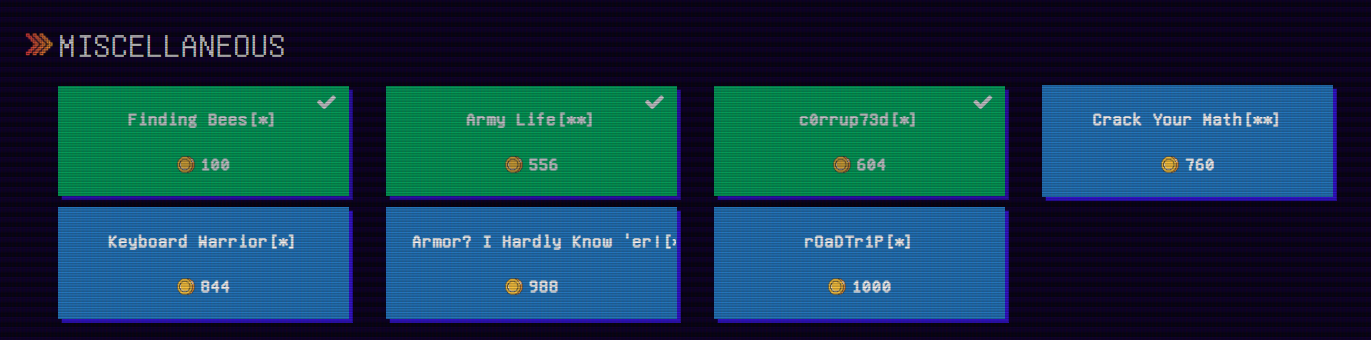 MISCELLANEOUS
Finding Bees[*]
100
Army Life[**]
556
c0rrup73d[*]
604
Crack Your Math[**]
760
Keyboard Warrior[*]
844
Armor? I Hardly Know 'er![*
988
r0aDTr1P[*]
1000